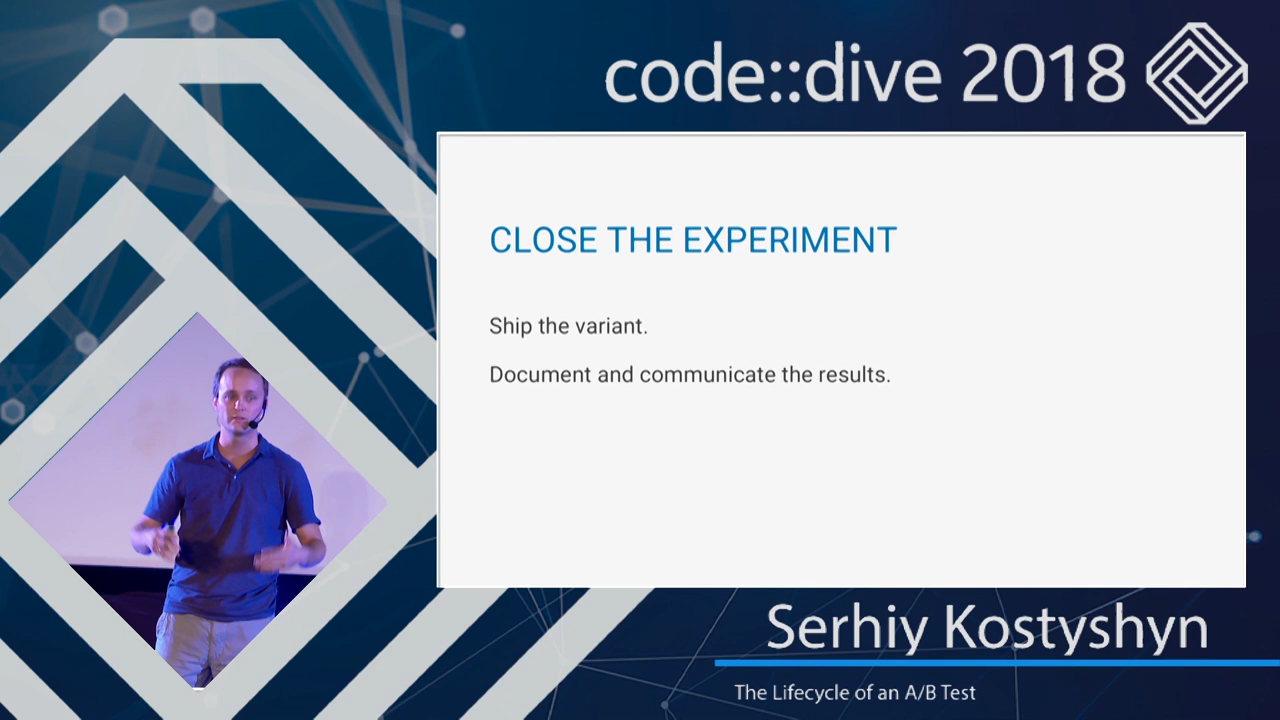 code::dive 2018
CLOSE THE EXPERIMENT
Ship the variant.
Document and communicate the results.
Serhiy Kostyshyn
The Lifecycle of an A/B Test